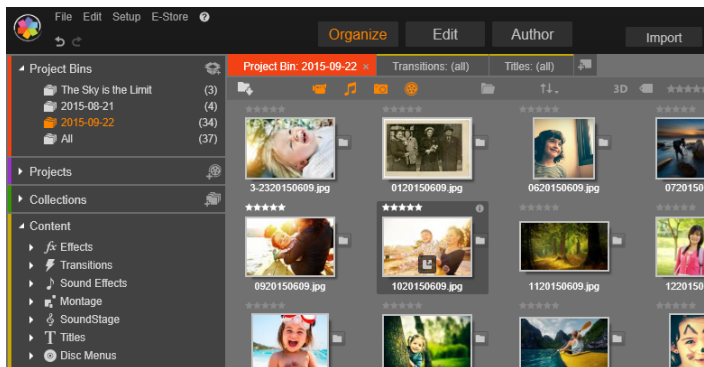 File Edit Setup E-Store ?
Organize Edit Author Import
Project Bins
The Sky is the Limit (3)
2015-08-21 (4)
2015-09-22 (34)
All (37)
Projects
Collections
Content
fx Effects
Transitions
Sound Effects
Montage
SoundStage
T Titles
Disc Menus
Project Bin: 2015-09-22 × Transitions: (all) Titles: (all)
3D
3-2320150609.jpg 0120150609.jpg 0620150609.jpg 0720150
0920150609.jpg 1020150609.jpg 1120150609.jpg 1220150